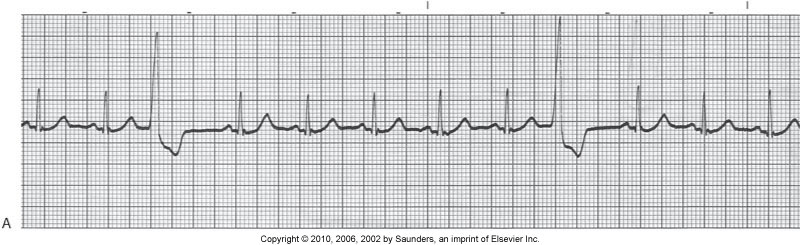 A
Copyright © 2010, 2006, 2002 by Saunders, an imprint of Elsevier Inc.